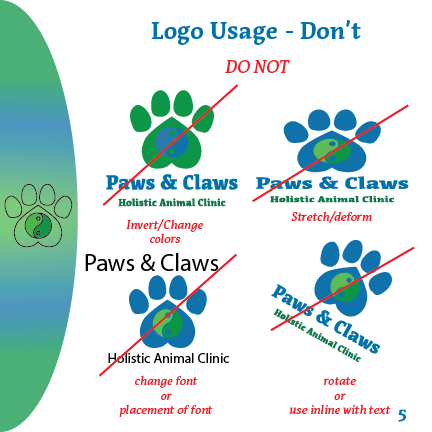 Logo Usage - Don't
DO NOT
Paws & Claws
Holistic Animal Clinic
Invert/Change
colors
Paws & Claws
Holistic Animal Clinic
Stretch/deform
Paws & Claws
Holistic Animal Clinic
change font
or
placement of font
Paws & Claws
Holistic Animal Clinic
rotate
or
use inline with text
5